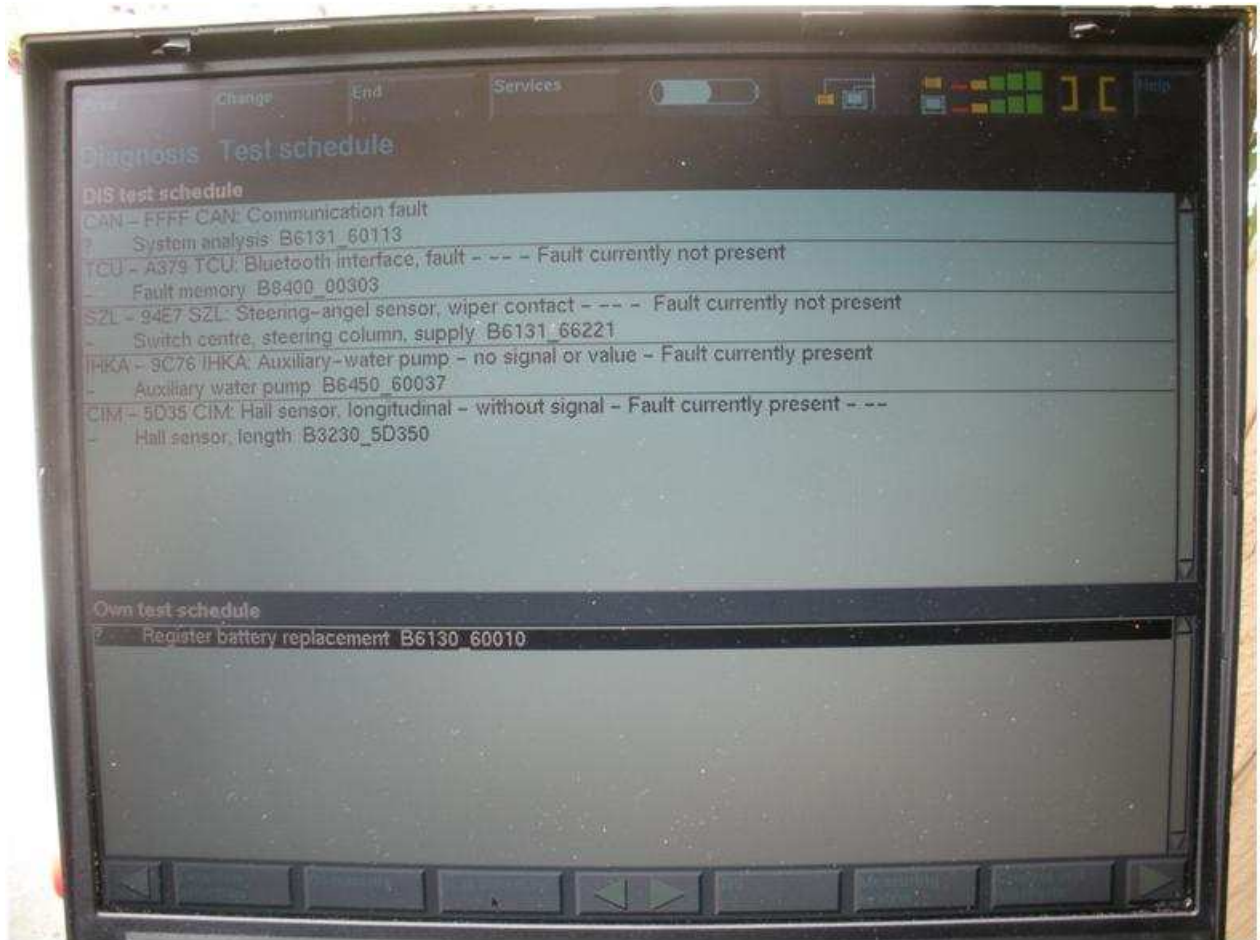 Change
End
Services
Help
Diagnosis Test schedule
DIS test schedule
CAN – FFFF CAN: Communication fault
? System analysis B6131_60113
TCU – A379 TCU: Bluetooth interface, fault – –– – Fault currently not present
– Fault memory B8400_00303
SZL – 94E7 SZL: Steering–angel sensor, wiper contact – –– – Fault currently not present
– Switch centre, steering column, supply B6131_66221
IHKA – 9C76 IHKA: Auxiliary–water pump – no signal or value – Fault currently present
– Auxiliary water pump B6450_60037
CIM – 5D35 CIM: Hall sensor, longitudinal – without signal – Fault currently present – ––
– Hall sensor, length B3230_5D350
Own test schedule
? Register battery replacement B6130_60010